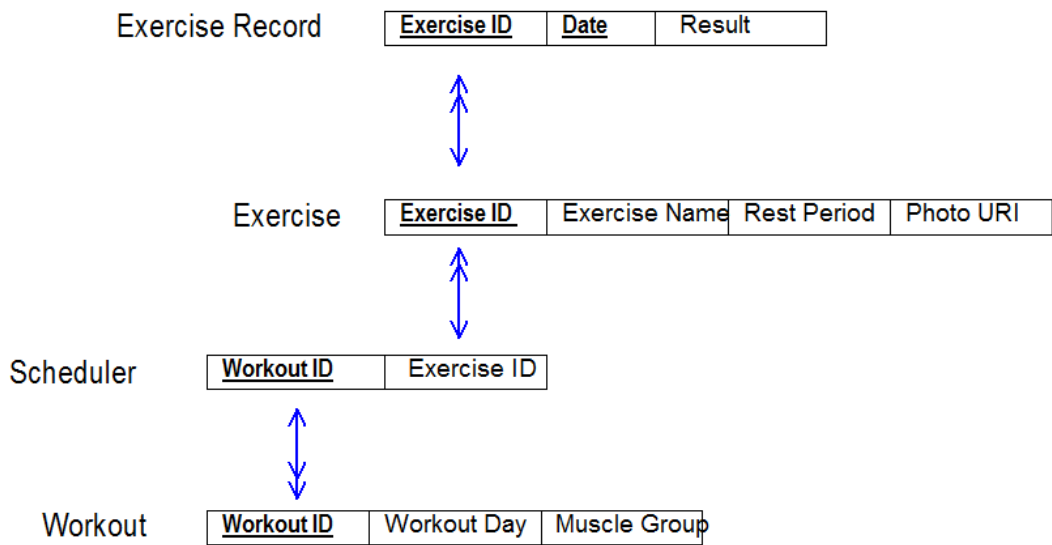 Exercise Record Exercise ID Date Result
Exercise Exercise ID Exercise Name Rest Period Photo URI
Scheduler Workout ID Exercise ID
Workout Workout ID Workout Day Muscle Group